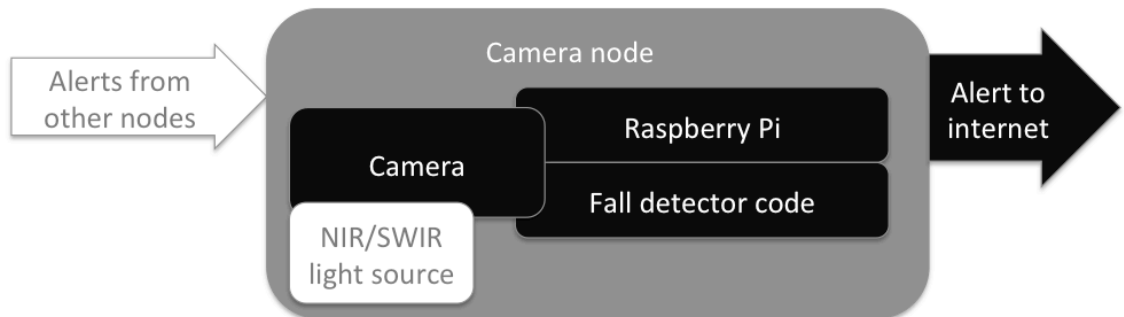 Camera node
Alerts from
other nodes
Camera
Raspberry Pi
Fall detector code
NIR/SWIR
light source
Alert to
internet